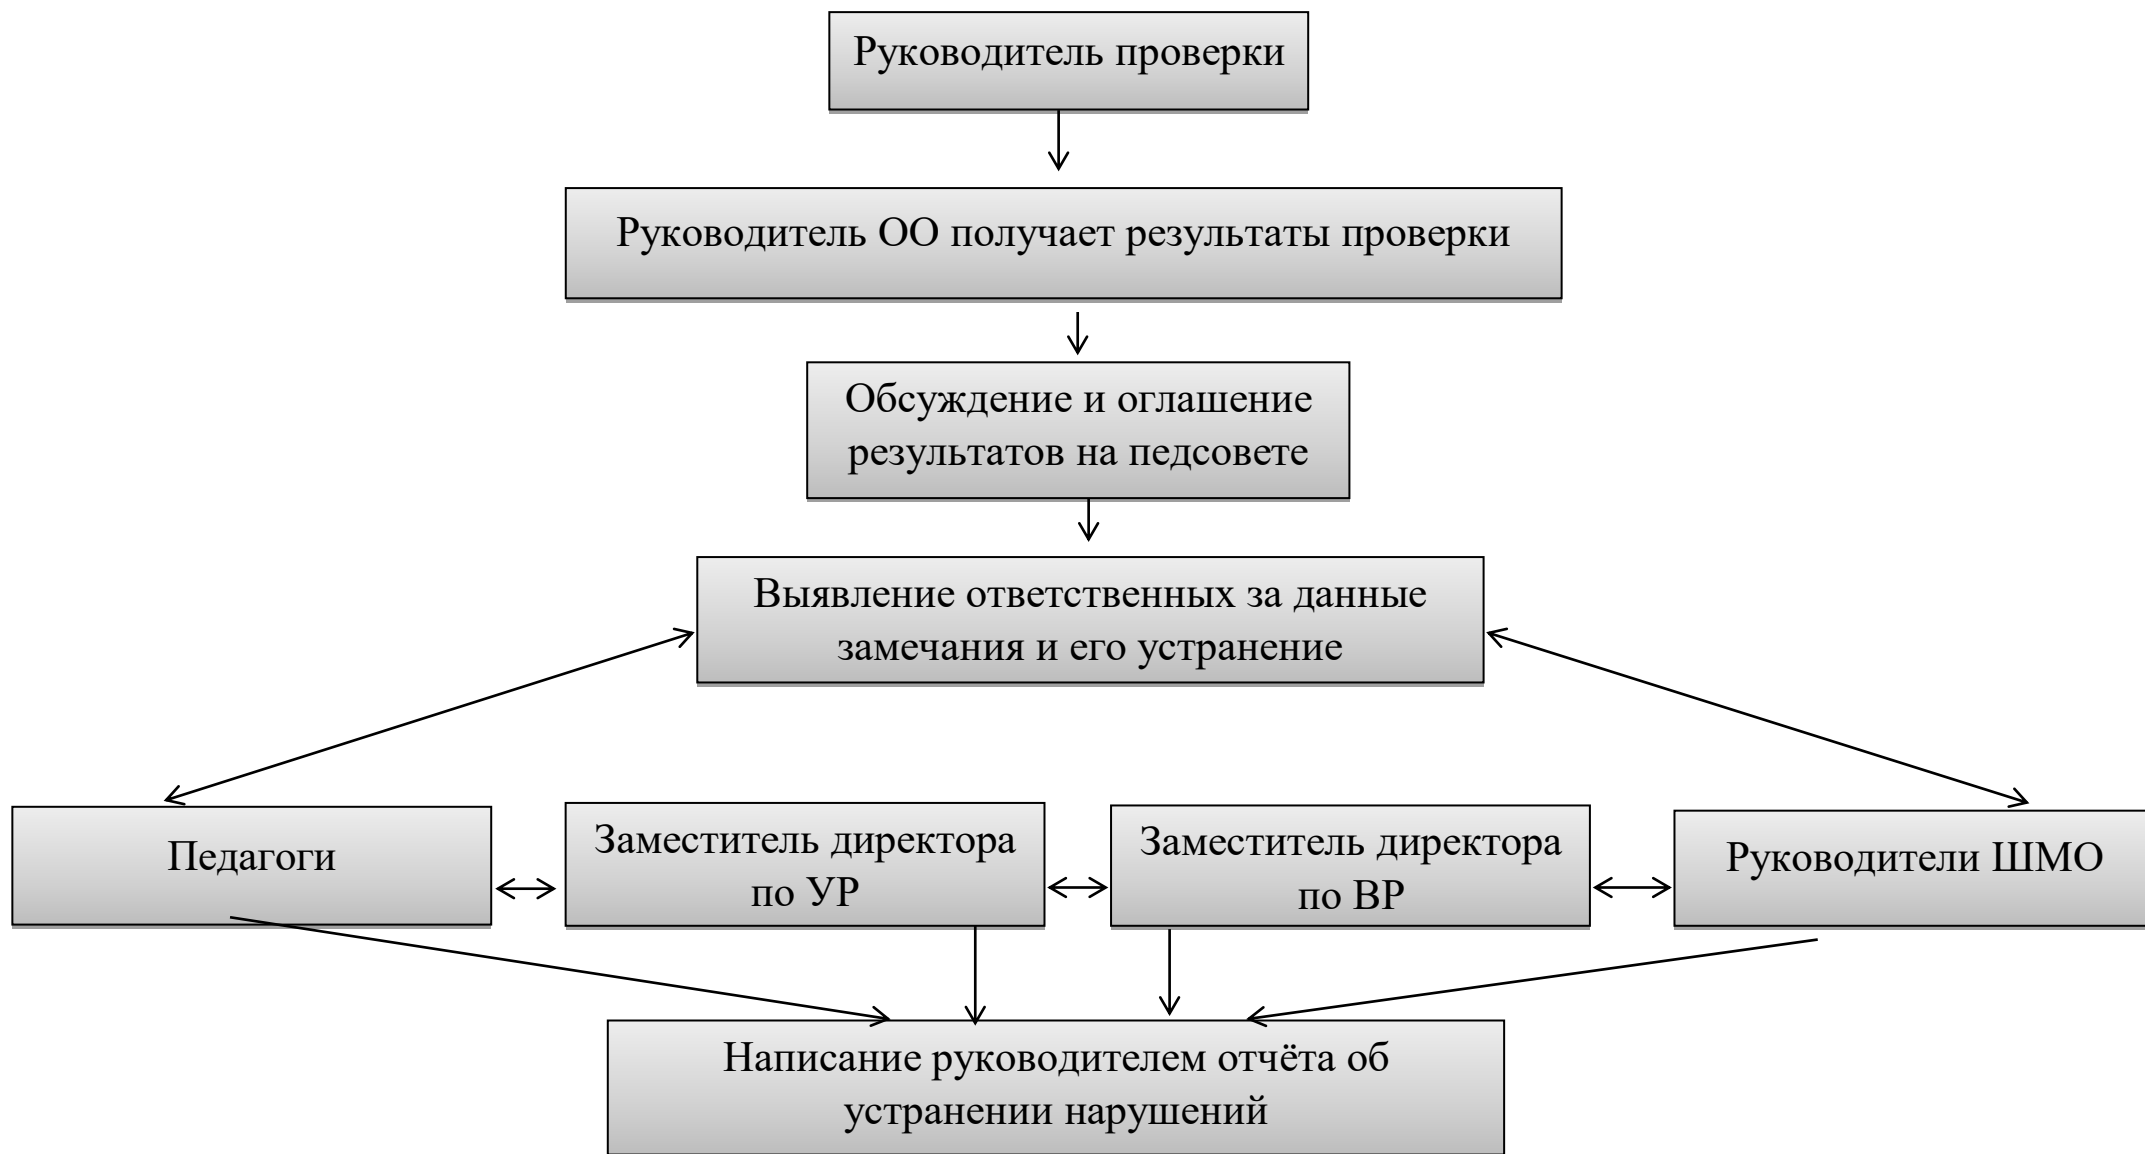 Руководитель проверки
Руководитель ОО получает результаты проверки
Обсуждение и оглашение
результатов на педсовете
Выявление ответственных за данные
замечания и его устранение
Педагоги
Заместитель директора
по УР
Заместитель директора
по ВР
Руководители ШМО
Написание руководителем отчёта об
устранении нарушений